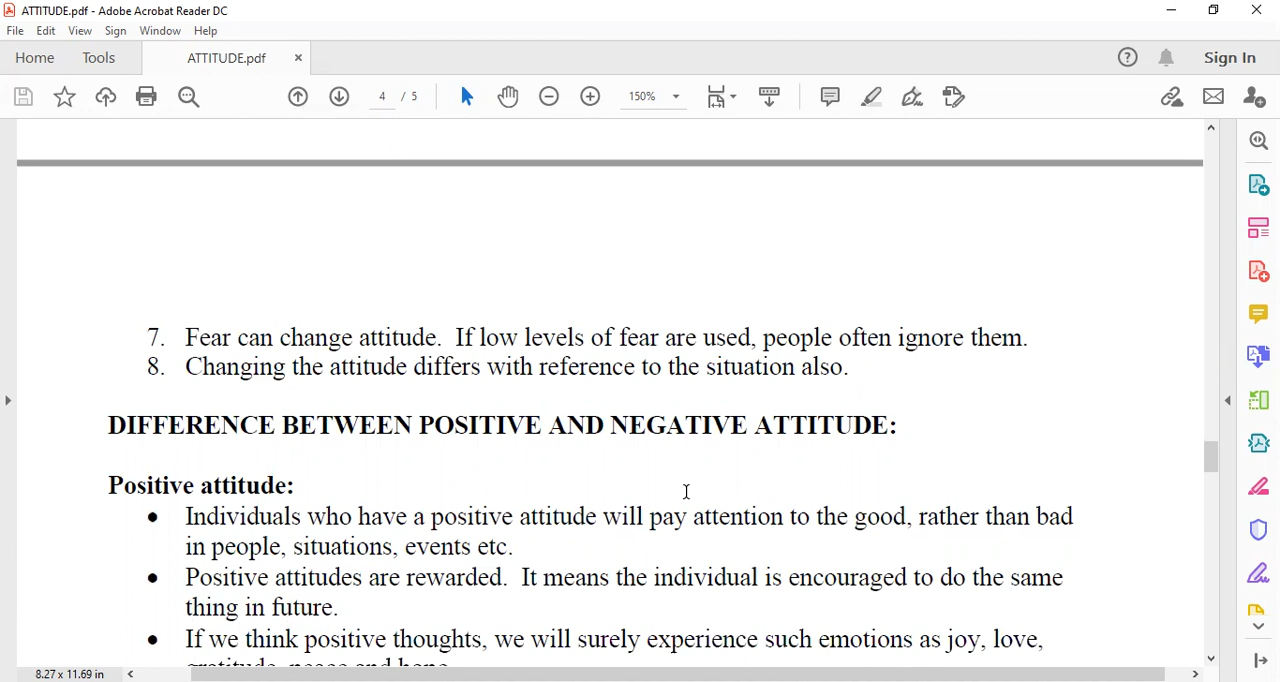 ATTITUDE.pdf - Adobe Acrobat Reader DC
File Edit View Sign Window Help
Home Tools ATTITUDE.pdf × Sign In
4 / 5 150%
7. Fear can change attitude. If low levels of fear are used, people often ignore them.
8. Changing the attitude differs with reference to the situation also.
DIFFERENCE BETWEEN POSITIVE AND NEGATIVE ATTITUDE:
Positive attitude:
• Individuals who have a positive attitude will pay attention to the good, rather than bad
in people, situations, events etc.
• Positive attitudes are rewarded. It means the individual is encouraged to do the same
thing in future.
• If we think positive thoughts, we will surely experience such emotions as joy, love,
gratitude, peace and hope
8.27 x 11.69 in